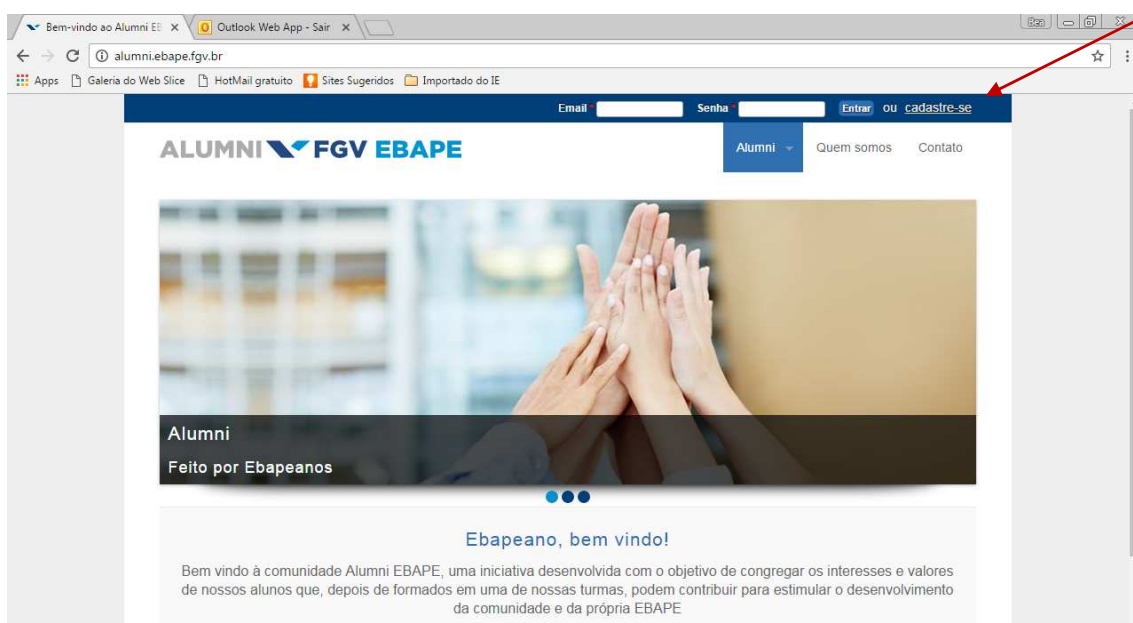 Bem-vindo ao Alumni EB
Outlook Web App - Sair
alumni.ebape.fgv.br
Apps Galeria do Web Slice HotMail gratuito Sites Sugeridos Importado do IE
Email * Senha * Entrar ou cadastre-se
ALUMNI FGV EBAPE
Alumni Quem somos Contato
Alumni
Feito por Ebapeanos
Ebapeano, bem vindo!
Bem vindo à comunidade Alumni EBAPE, uma iniciativa desenvolvida com o objetivo de congregar os interesses e valores
de nossos alunos que, depois de formados em uma de nossas turmas, podem contribuir para estimular o desenvolvimento
da comunidade e da própria EBAPE